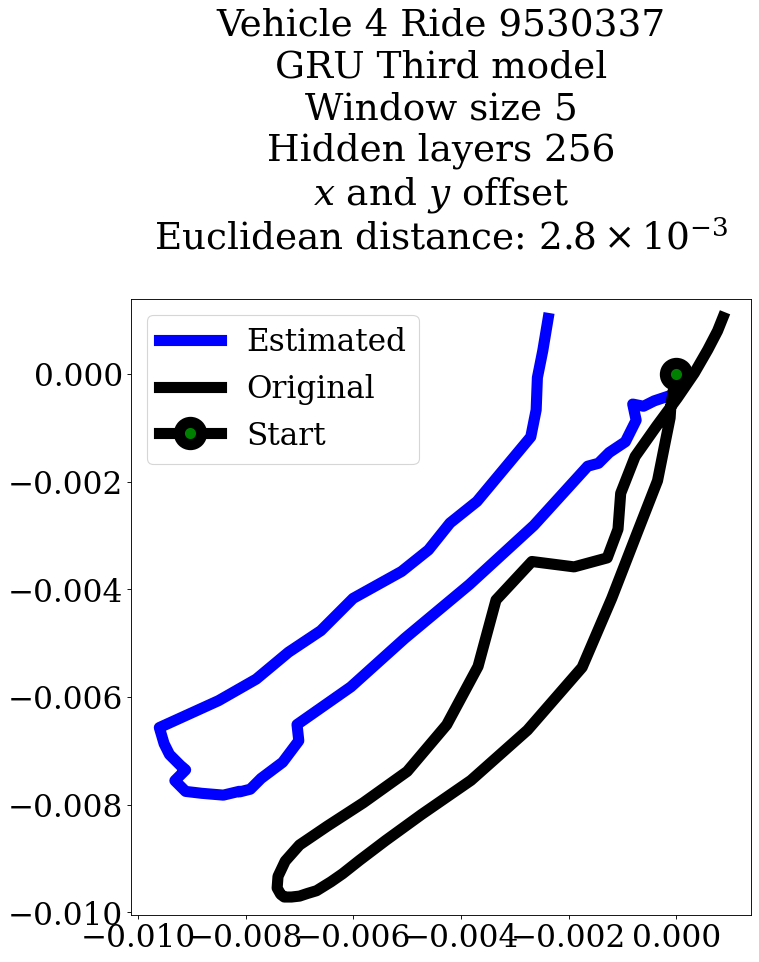 Vehicle 4 Ride 9530337
GRU Third model
Window size 5
Hidden layers 256
x and y offset
Euclidean distance: 2.8 × 10⁻³
Estimated
Original
Start
0.000
−0.002
−0.004
−0.006
−0.008
−0.010
−0.010 −0.008 −0.006 −0.004 −0.002 0.000